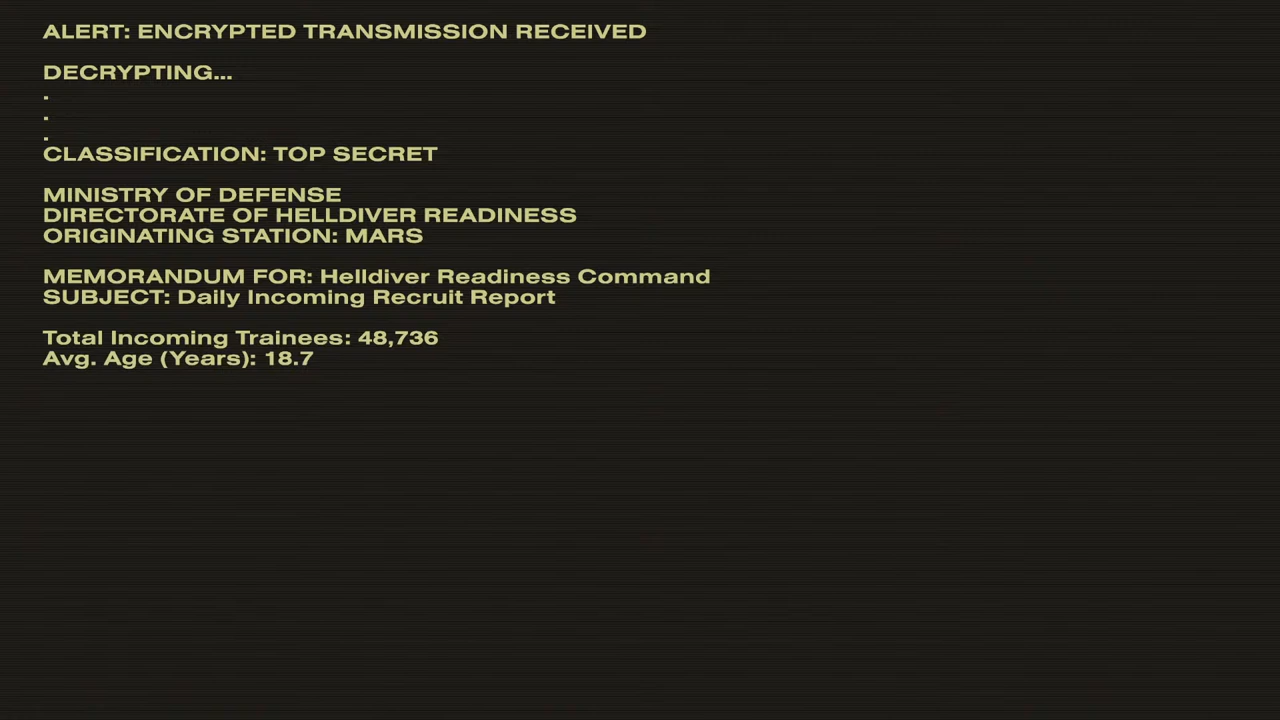 ALERT: ENCRYPTED TRANSMISSION RECEIVED
DECRYPTING...
.
.
.
CLASSIFICATION: TOP SECRET
MINISTRY OF DEFENSE
DIRECTORATE OF HELLDIVER READINESS
ORIGINATING STATION: MARS
MEMORANDUM FOR: Helldiver Readiness Command
SUBJECT: Daily Incoming Recruit Report
Total Incoming Trainees: 48,736
Avg. Age (Years): 18.7